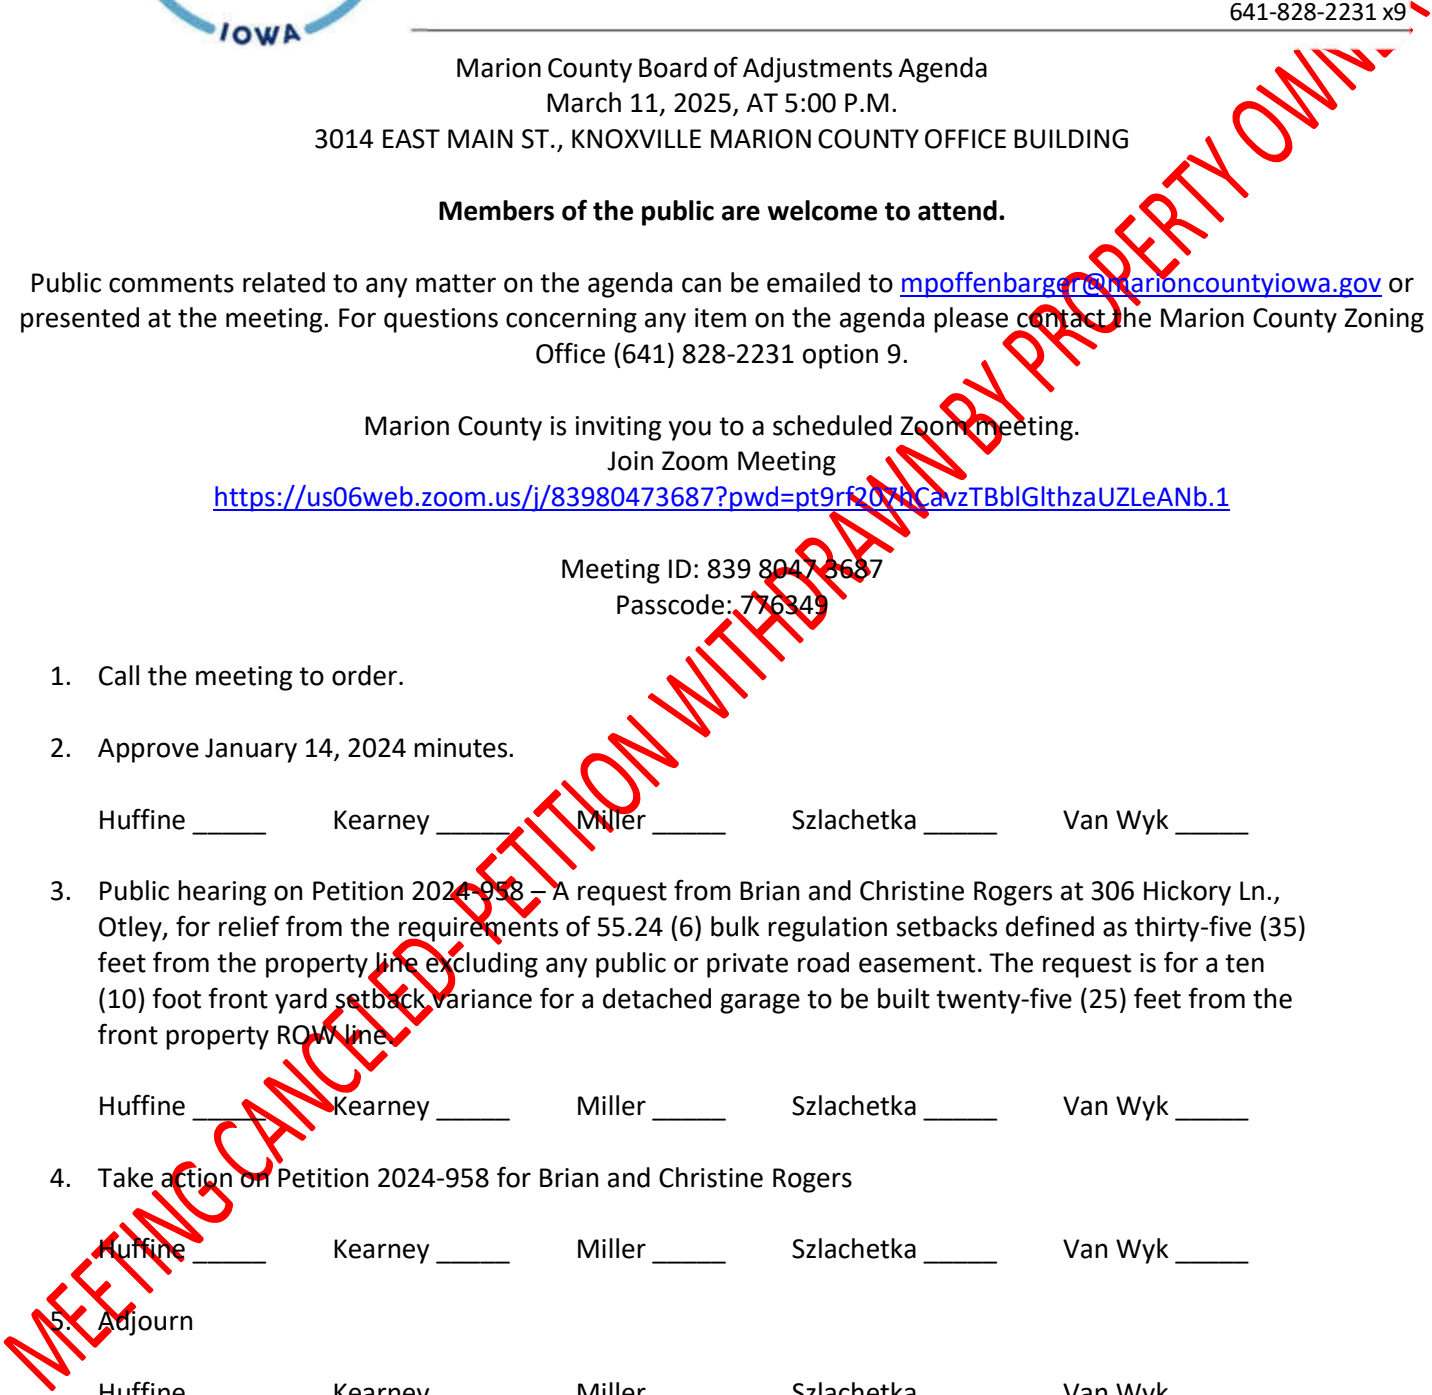 641-828-2231 x9
IOWA
Marion County Board of Adjustments Agenda
March 11, 2025, AT 5:00 P.M.
3014 EAST MAIN ST., KNOXVILLE MARION COUNTY OFFICE BUILDING
Members of the public are welcome to attend.
Public comments related to any matter on the agenda can be emailed to mpoffenbarger@marioncountyiowa.gov or
presented at the meeting. For questions concerning any item on the agenda please contact the Marion County Zoning
Office (641) 828-2231 option 9.
Marion County is inviting you to a scheduled Zoom meeting.
Join Zoom Meeting
https://us06web.zoom.us/j/83980473687?pwd=pt9rf207hCavzTBblGlthzaUZLeANb.1
Meeting ID: 839 8047 3687
Passcode: 776349
1. Call the meeting to order.
2. Approve January 14, 2024 minutes.
Huffine _____ Kearney _____ Miller _____ Szlachetka _____ Van Wyk _____
3. Public hearing on Petition 2024-958 – A request from Brian and Christine Rogers at 306 Hickory Ln.,
Otley, for relief from the requirements of 55.24 (6) bulk regulation setbacks defined as thirty-five (35)
feet from the property line excluding any public or private road easement. The request is for a ten
(10) foot front yard setback variance for a detached garage to be built twenty-five (25) feet from the
front property ROW line.
Huffine _____ Kearney _____ Miller _____ Szlachetka _____ Van Wyk _____
4. Take action on Petition 2024-958 for Brian and Christine Rogers
Huffine _____ Kearney _____ Miller _____ Szlachetka _____ Van Wyk _____
5. Adjourn
Huffine Kearney Miller Szlachetka Van Wyk
MEETING CANCELED- PETITION WITHDRAWN BY PROPERTY OWNE